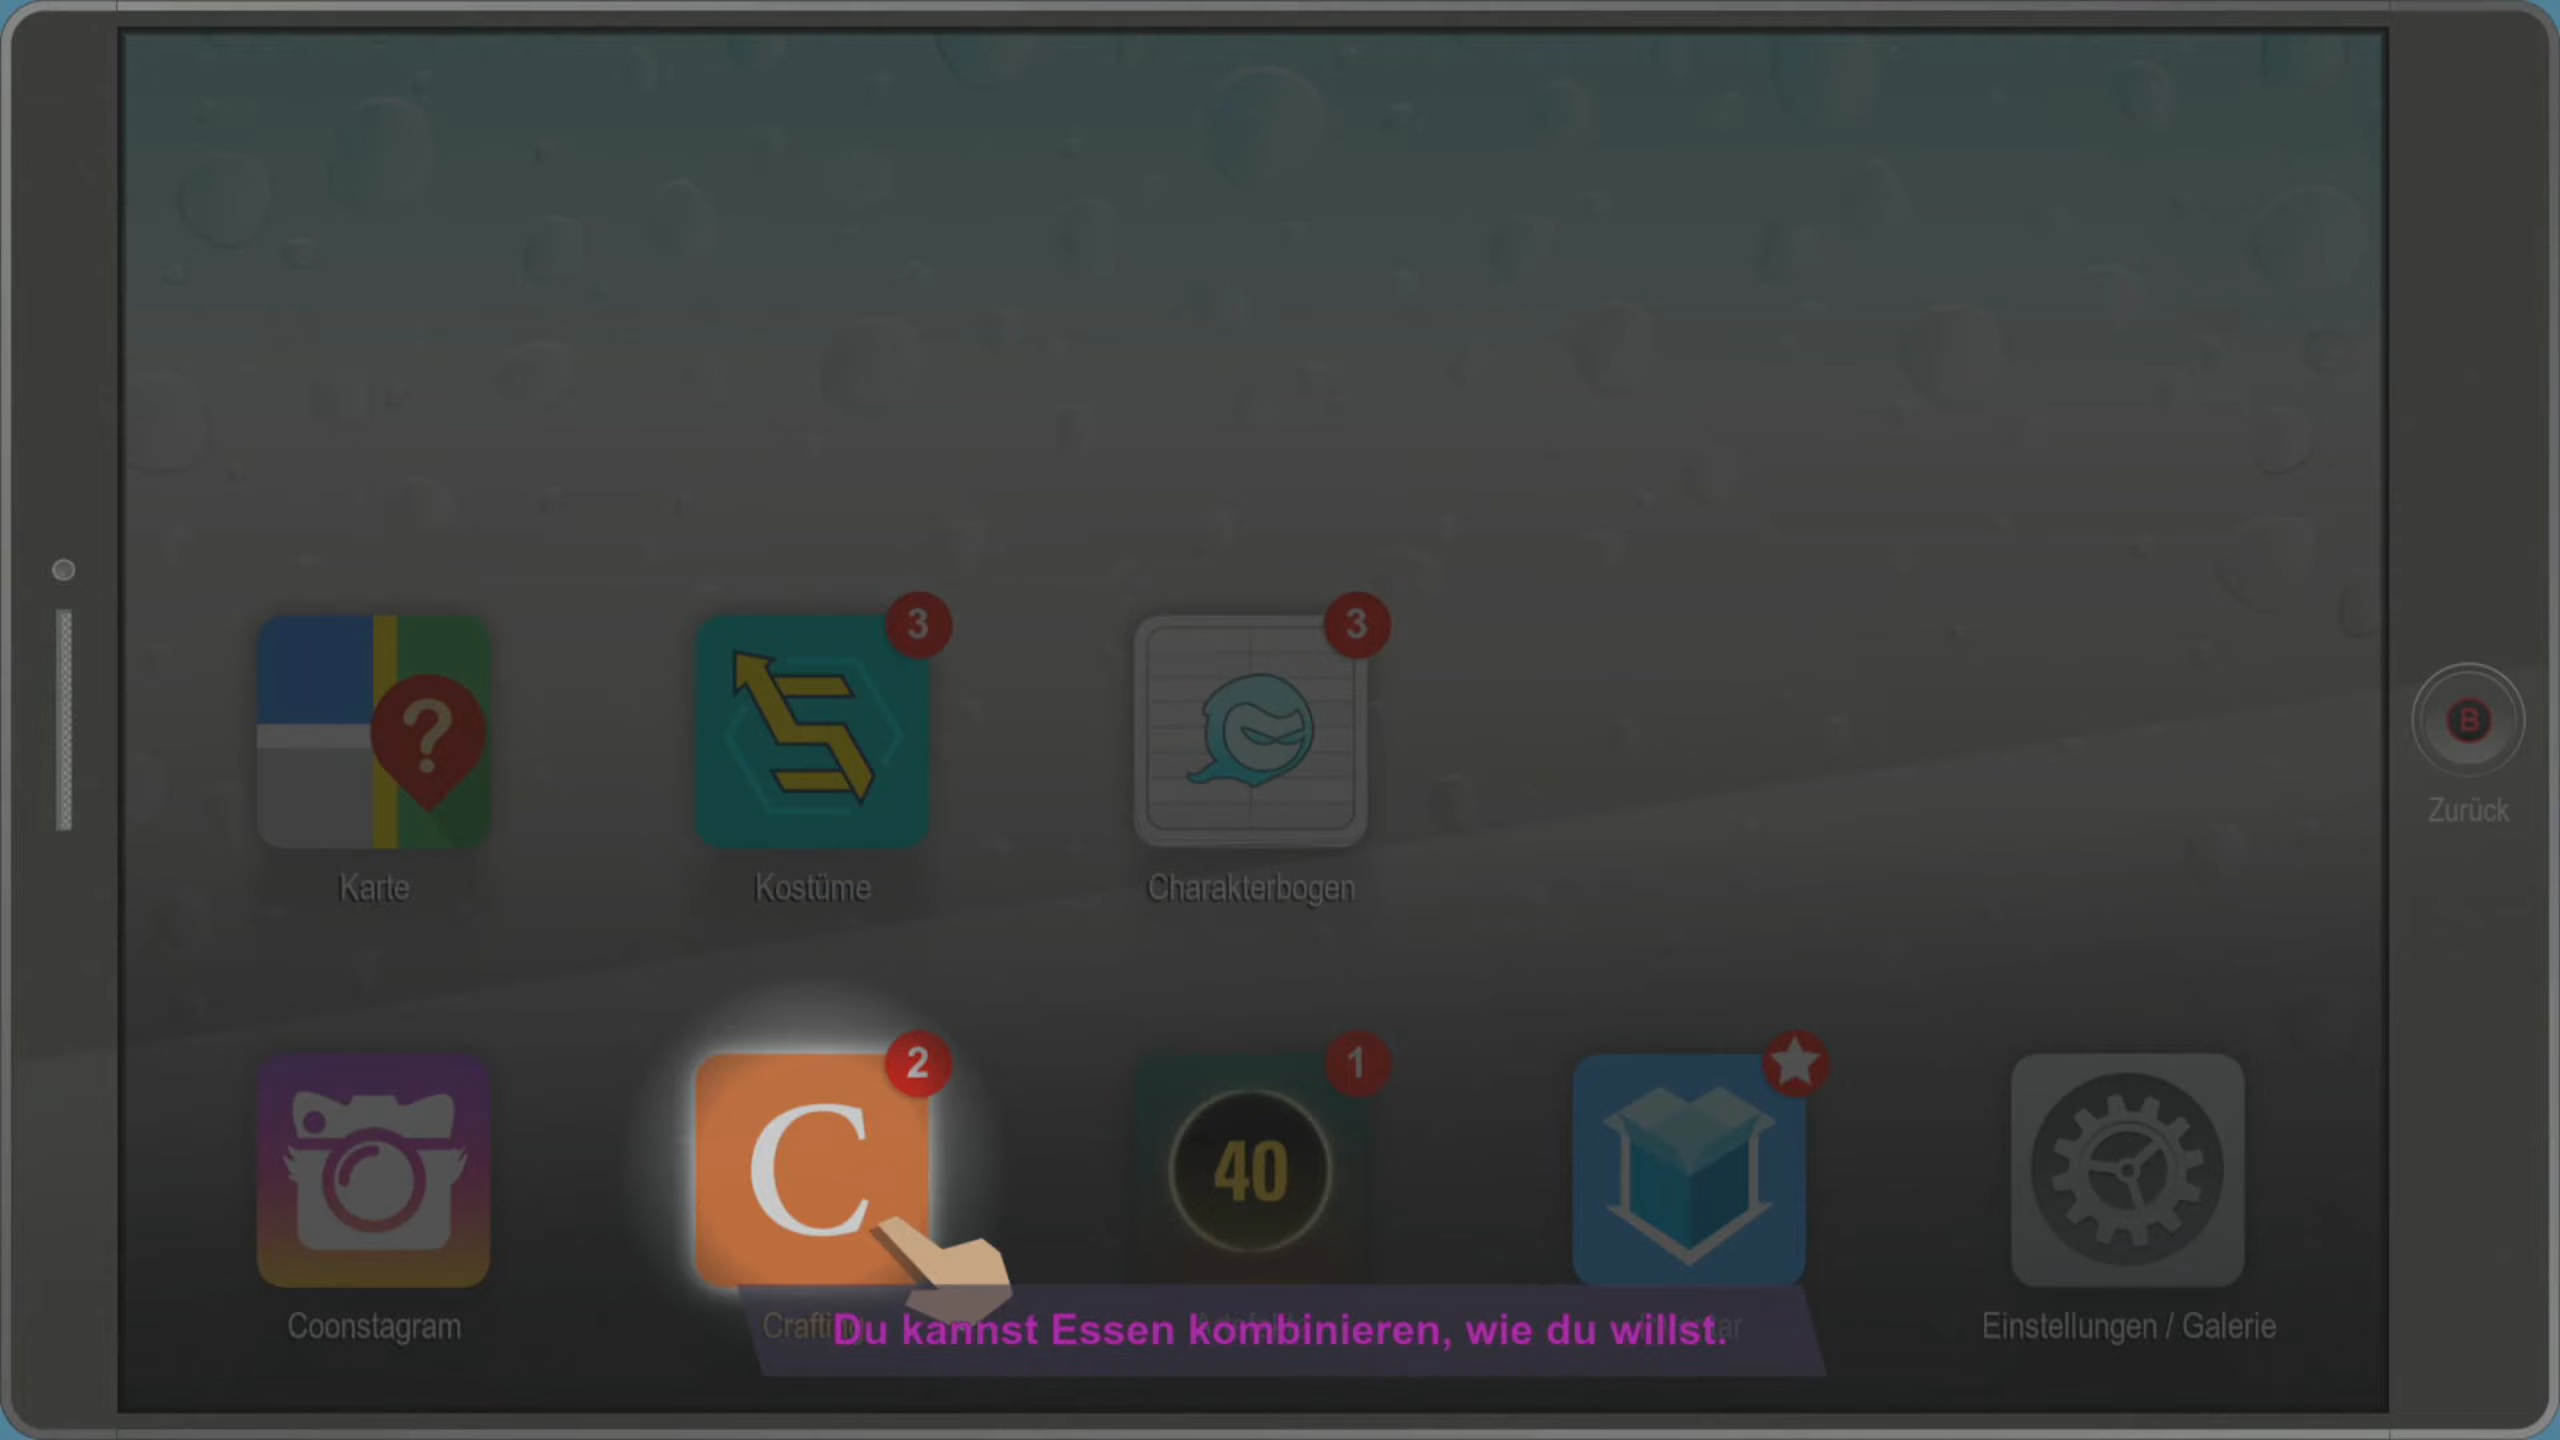 3
3
?
B
Zurück
Karte
Kostüme
Charakterbogen
2
1
C
40
Coonstagram
Du kannst Essen kombinieren, wie du willst.
Einstellungen / Galerie